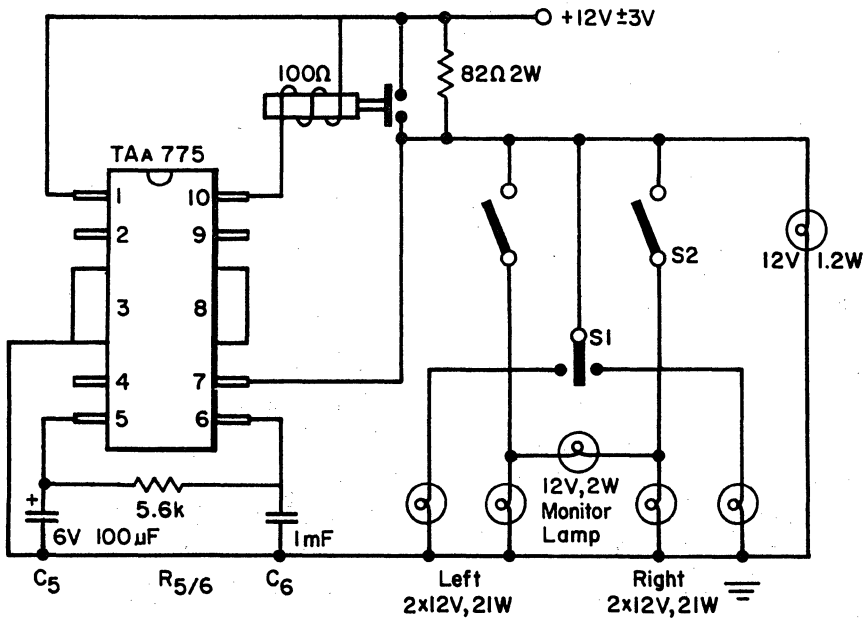 +12V±3V
100Ω
82Ω 2W
TAA 775
1
10
2
9
3
8
4
7
5
6
S2
12V 1.2W
S1
+
5.6k
6V 100µF
1mF
12V,2W
Monitor
Lamp
C5
R5/6
C6
Left
2x12V,21W
Right
2x12V,21W